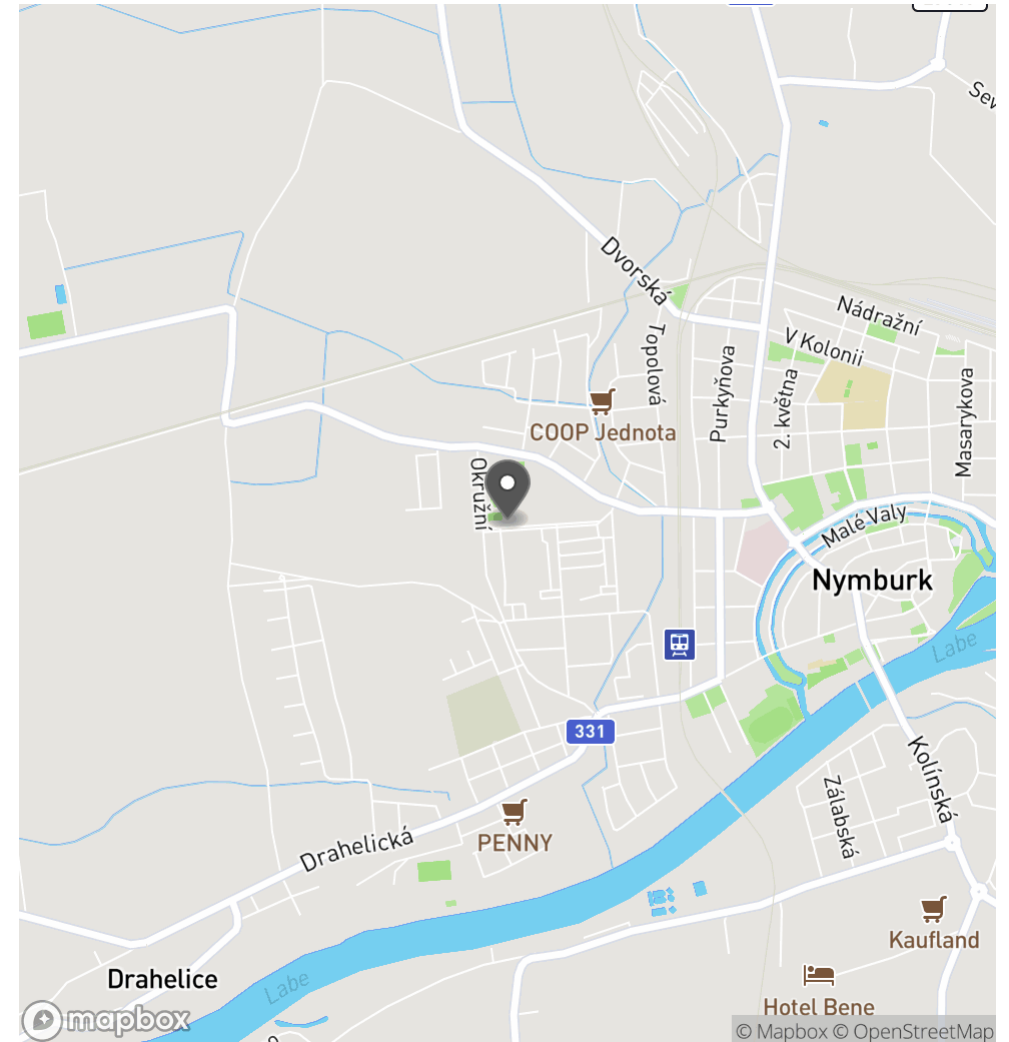 Dvorská
Nádražní
V Kolonii
Topolová
Purkyňova
2. května
Masarykova
COOP Jednota
Okružní
Malé Valy
Nymburk
Labe
331
Kolínská
Zálabská
PENNY
Drahelická
Kaufland
Drahelice
Labe
Hotel Bene
mapbox
© Mapbox © OpenStreetMap